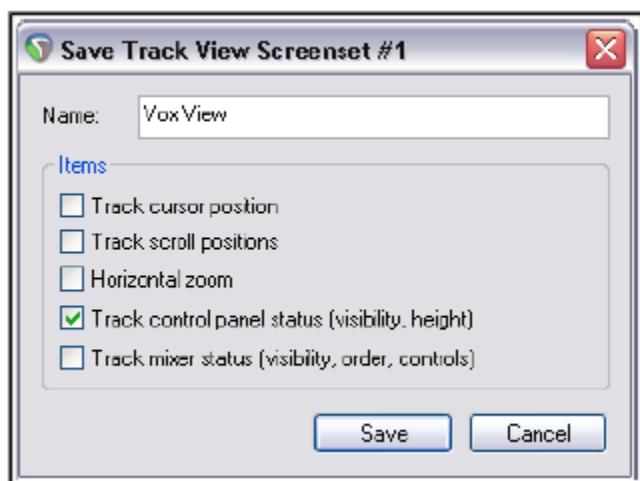 Save Track View Screenset #1
Name: Vox View
Items
Track cursor position
Track scroll positions
Horizontal zoom
Track control panel status (visibility, height)
Track mixer status (visibility, order, controls)
Save Cancel